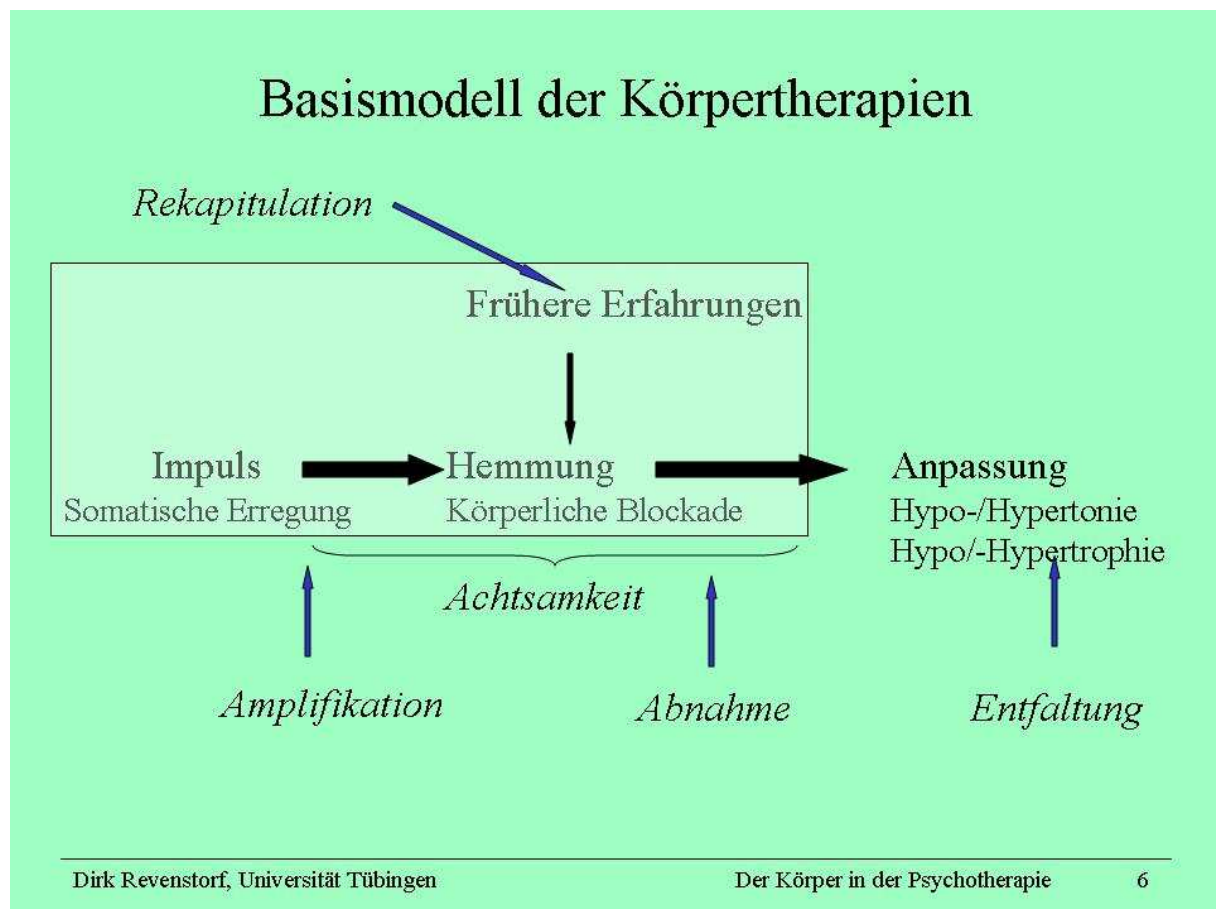 Basismodell der Körpertherapien
Rekapitulation
Frühere Erfahrungen
Impuls Hemmung Anpassung
Somatische Erregung Körperliche Blockade Hypo-/Hypertonie
Hypo/-Hypertrophie
Achtsamkeit
Amplifikation Abnahme Entfaltung
Dirk Revenstorf, Universität Tübingen Der Körper in der Psychotherapie 6